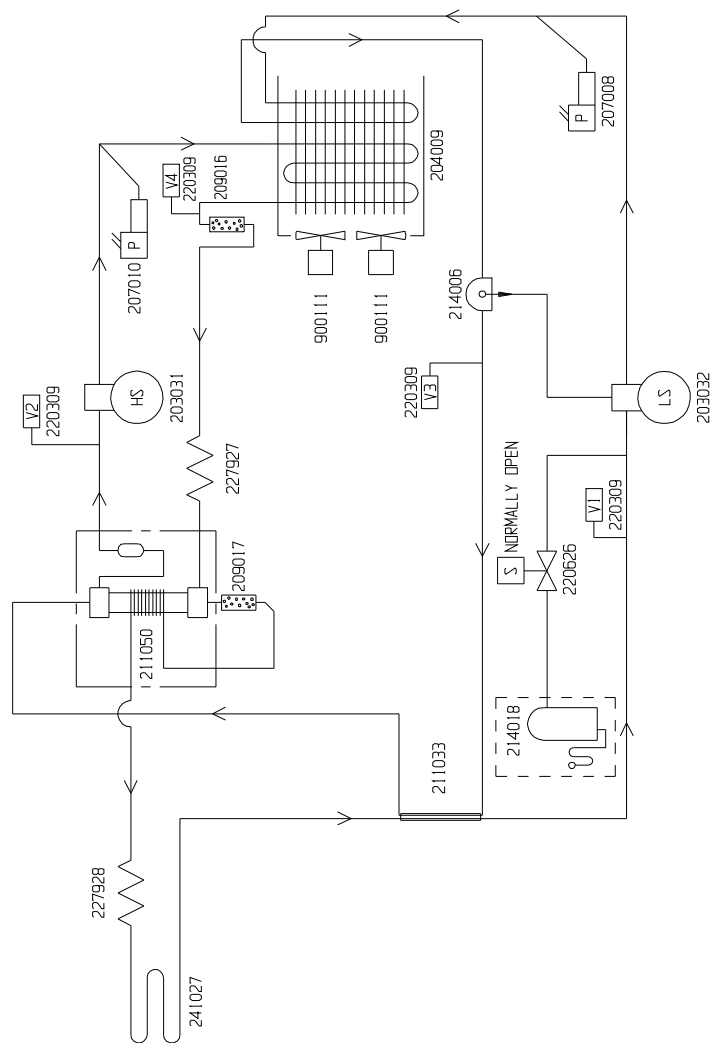 V2
220309
227928
P
207010
211050
HS
203031
V4
220309
241027
209016
227927
209017
900111
900111
V3
220309
204009
211033
214006
S
NORMALLY OPEN
214018
220626
V1
220309
P
207008
LS
203032